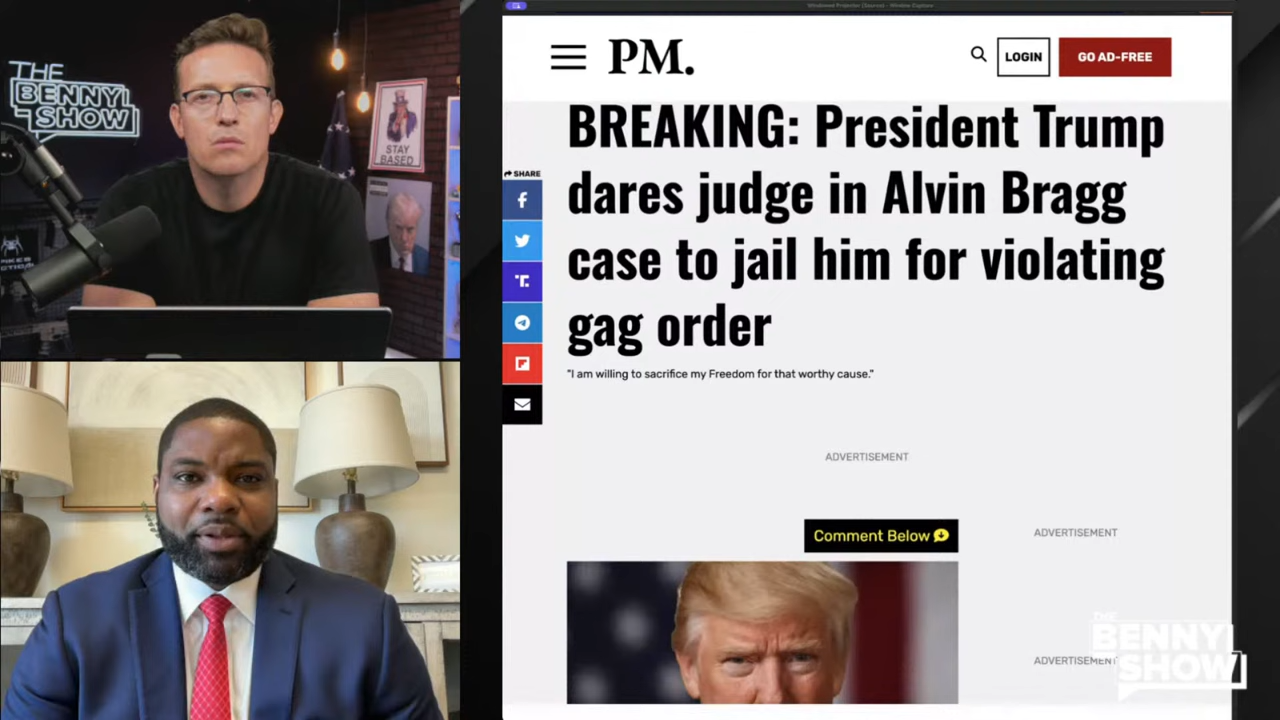 THE
BENNY
SHOW
STAY
BASED
PM.
LOGIN
GO AD-FREE
BREAKING: President Trump
dares judge in Alvin Bragg
case to jail him for violating
gag order
SHARE
"I am willing to sacrifice my Freedom for that worthy cause."
ADVERTISEMENT
Comment Below
ADVERTISEMENT
ADVERTISEMENT
THE
BENNY
SHOW